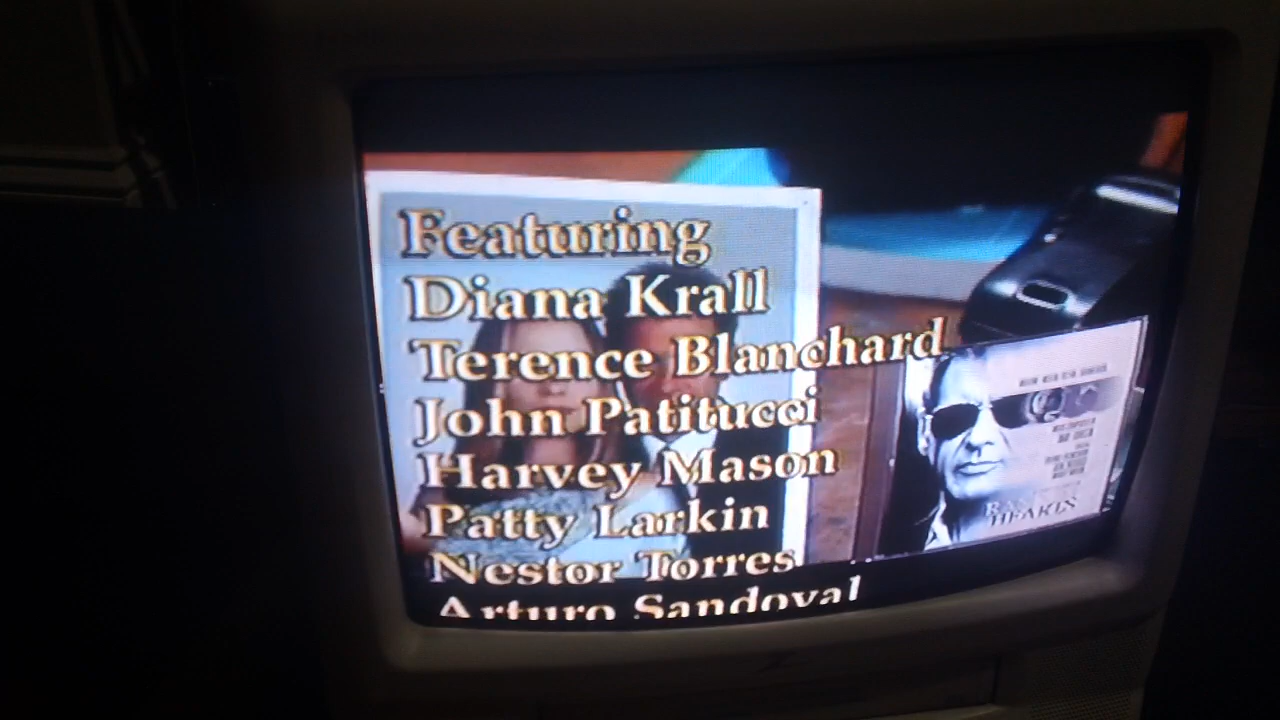 Featuring
Diana Krall
Terence Blanchard
John Patitucci
Harvey Mason
Patty Larkin
Nestor Torres
Arturo Sandoval